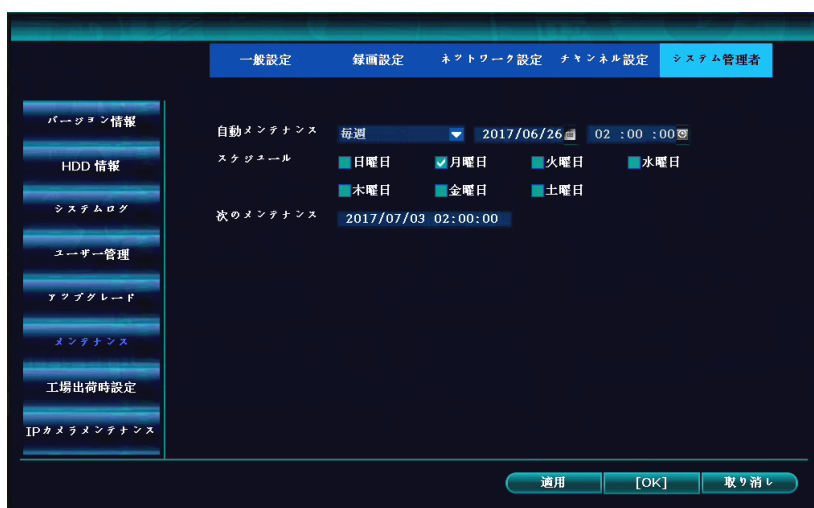 一般設定 録画設定 ネットワーク設定 チャンネル設定 システム管理者
バージョン情報
HDD 情報
システムログ
ユーザー管理
アップグレード
メンテナンス
工場出荷時設定
IPカメラメンテナンス
自動メンテナンス 毎週 2017/06/26 02 :00 :00
スケジュール 日曜日 月曜日 火曜日 水曜日
木曜日 金曜日 土曜日
次のメンテナンス 2017/07/03 02:00:00
適用 [OK] 取り消し